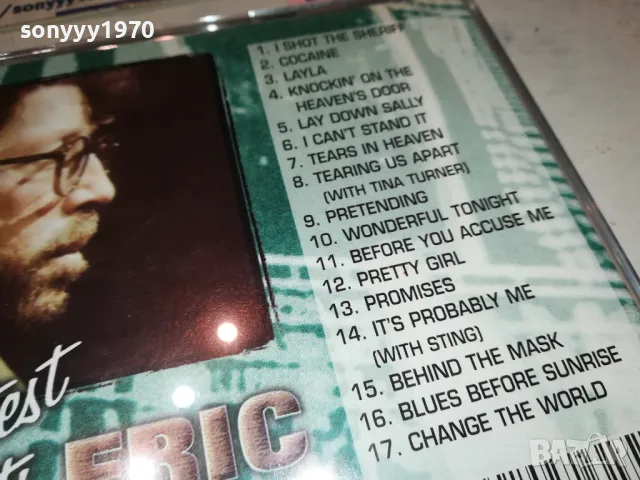 sonyyy1970
/sonyyy
1. I SHOT THE SHERIFF
2. COCAINE
3. LAYLA
4. KNOCKIN' ON THE
HEAVEN'S DOOR
5. LAY DOWN SALLY
6. I CAN'T STAND IT
7. TEARS IN HEAVEN
8. TEARING US APART
(WITH TINA TURNER)
9. PRETENDING
10. WONDERFUL TONIGHT
11. BEFORE YOU ACCUSE ME
12. PRETTY GIRL
13. PROMISES
14. IT'S PROBABLY ME
(WITH STING)
15. BEHIND THE MASK
16. BLUES BEFORE SUNRISE
17. CHANGE THE WORLD
ERIC